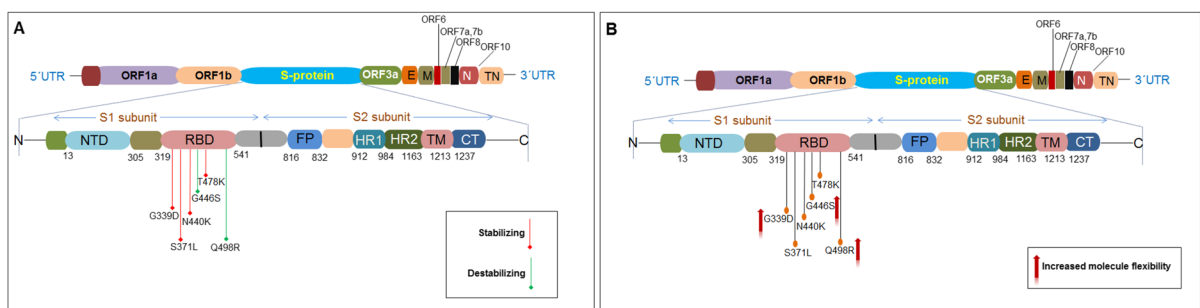 A
ORF6
ORF7a,7b
ORF8
ORF10
5´UTR
ORF1a
ORF1b
S-protein
ORF3a
E
M
N
TN
3´UTR
S1 subunit
S2 subunit
N
NTD
RBD
FP
HR1
HR2
TM
CT
C
13
305
319
541
816
832
912
984
1163
1213
1237
T478K
G446S
G339D
N440K
S371L
Q498R
Stabilizing
Destabilizing
B
ORF6
ORF7a,7b
ORF8
ORF10
5´UTR
ORF1a
ORF1b
S-protein
ORF3a
E
M
N
TN
3´UTR
S1 subunit
S2 subunit
N
NTD
RBD
FP
HR1
HR2
TM
CT
C
13
305
319
541
816
832
912
984
1163
1213
1237
T478K
G446S
G339D
N440K
S371L
Q498R
Increased molecule flexibility